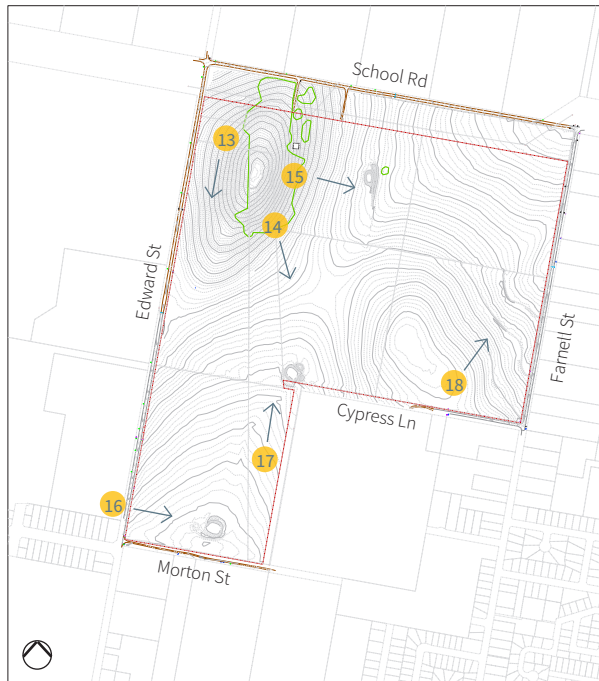 School Rd
13
15
14
Edward St
Farnell St
18
Cypress Ln
17
16
Morton St